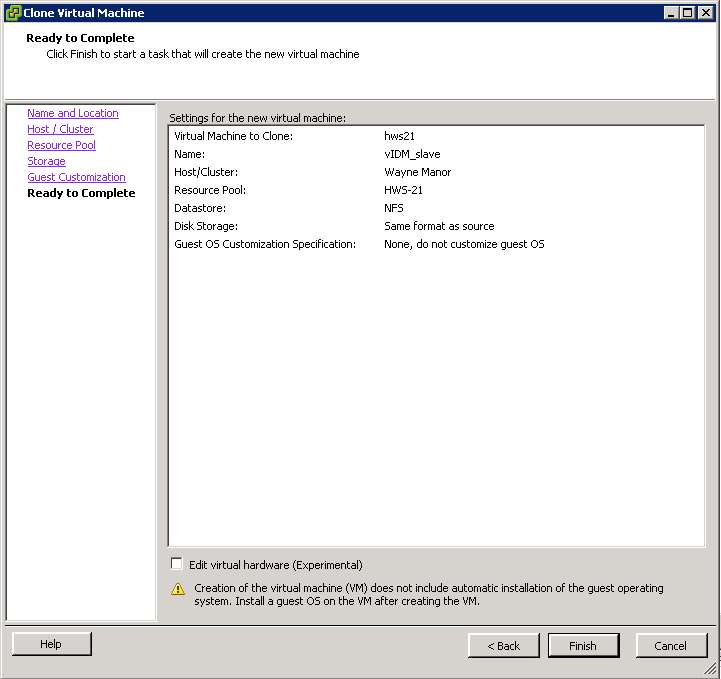 Clone Virtual Machine
Ready to Complete
Click Finish to start a task that will create the new virtual machine
Name and Location
Host / Cluster
Resource Pool
Storage
Guest Customization
Ready to Complete
Settings for the new virtual machine:
Virtual Machine to Clone: hws21
Name: vIDM_slave
Host/Cluster: Wayne Manor
Resource Pool: HWS-21
Datastore: NFS
Disk Storage: Same format as source
Guest OS Customization Specification: None, do not customize guest OS
Edit virtual hardware (Experimental)
Creation of the virtual machine (VM) does not include automatic installation of the guest operating
system. Install a guest OS on the VM after creating the VM.
Help
< Back
Finish
Cancel